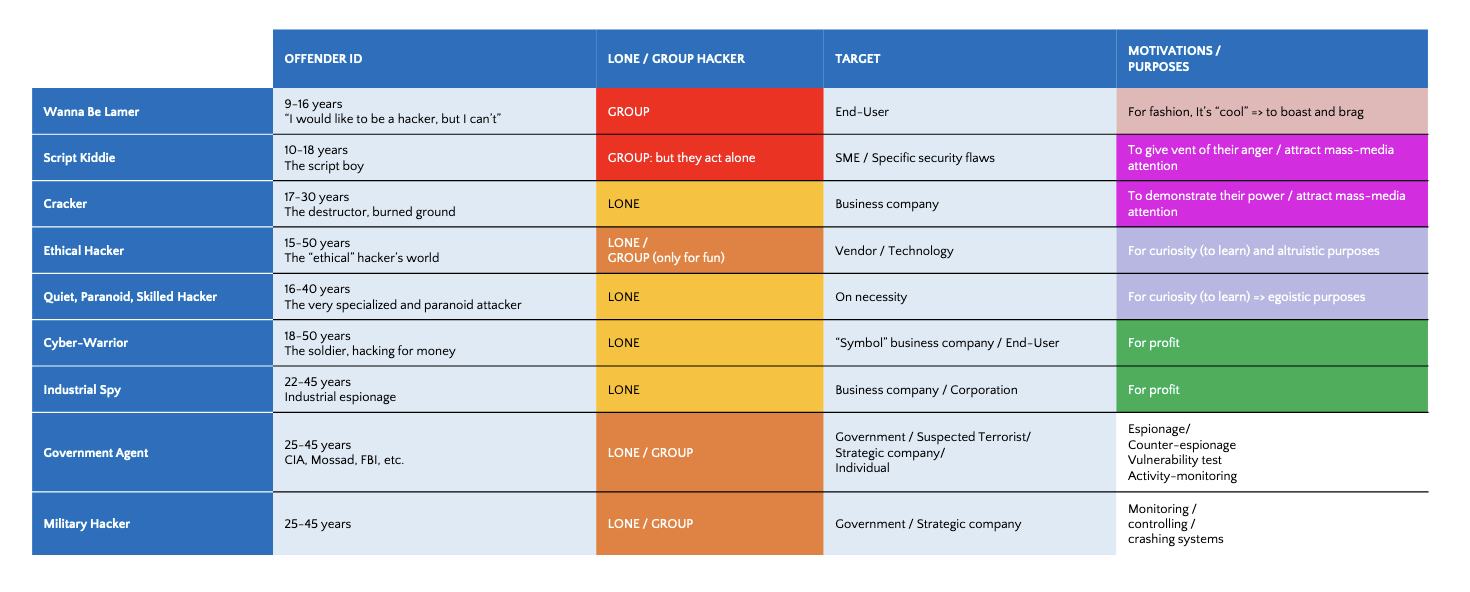 OFFENDER ID
LONE / GROUP HACKER
TARGET
MOTIVATIONS /
PURPOSES
Wanna Be Lamer
9-16 years
“I would like to be a hacker, but I can’t”
GROUP
End-User
For fashion, It’s “cool” => to boast and brag
Script Kiddie
10-18 years
The script boy
GROUP: but they act alone
SME / Specific security flaws
To give vent of their anger / attract mass-media
attention
Cracker
17-30 years
The destructor, burned ground
LONE
Business company
To demonstrate their power / attract mass-media
attention
Ethical Hacker
15-50 years
The “ethical” hacker’s world
LONE /
GROUP (only for fun)
Vendor / Technology
For curiosity (to learn) and altruistic purposes
Quiet, Paranoid, Skilled Hacker
16-40 years
The very specialized and paranoid attacker
LONE
On necessity
For curiosity (to learn) => egoistic purposes
Cyber-Warrior
18-50 years
The soldier, hacking for money
LONE
“Symbol” business company / End-User
For profit
Industrial Spy
22-45 years
Industrial espionage
LONE
Business company / Corporation
For profit
Government Agent
25-45 years
CIA, Mossad, FBI, etc.
LONE / GROUP
Government / Suspected Terrorist/
Strategic company/
Individual
Espionage/
Counter-espionage
Vulnerability test
Activity-monitoring
Military Hacker
25-45 years
LONE / GROUP
Government / Strategic company
Monitoring /
controlling /
crashing systems